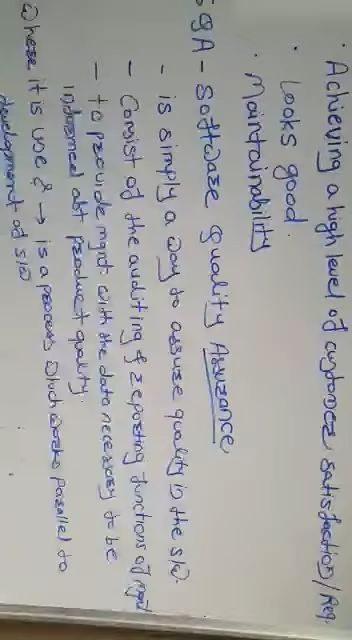 · Achieving a high level of customer satisfaction/Req.
· Looks good.
· Maintainability
SQA - Software Quality Assurance
- is simply a way to assure quality in the s/w.
- Consist of the auditing & reporting functions of mgmt
- to provide mgmt with the data necessary to be
informed abt product quality.
Where it is use? → is a process which works parallel to
development of s/w